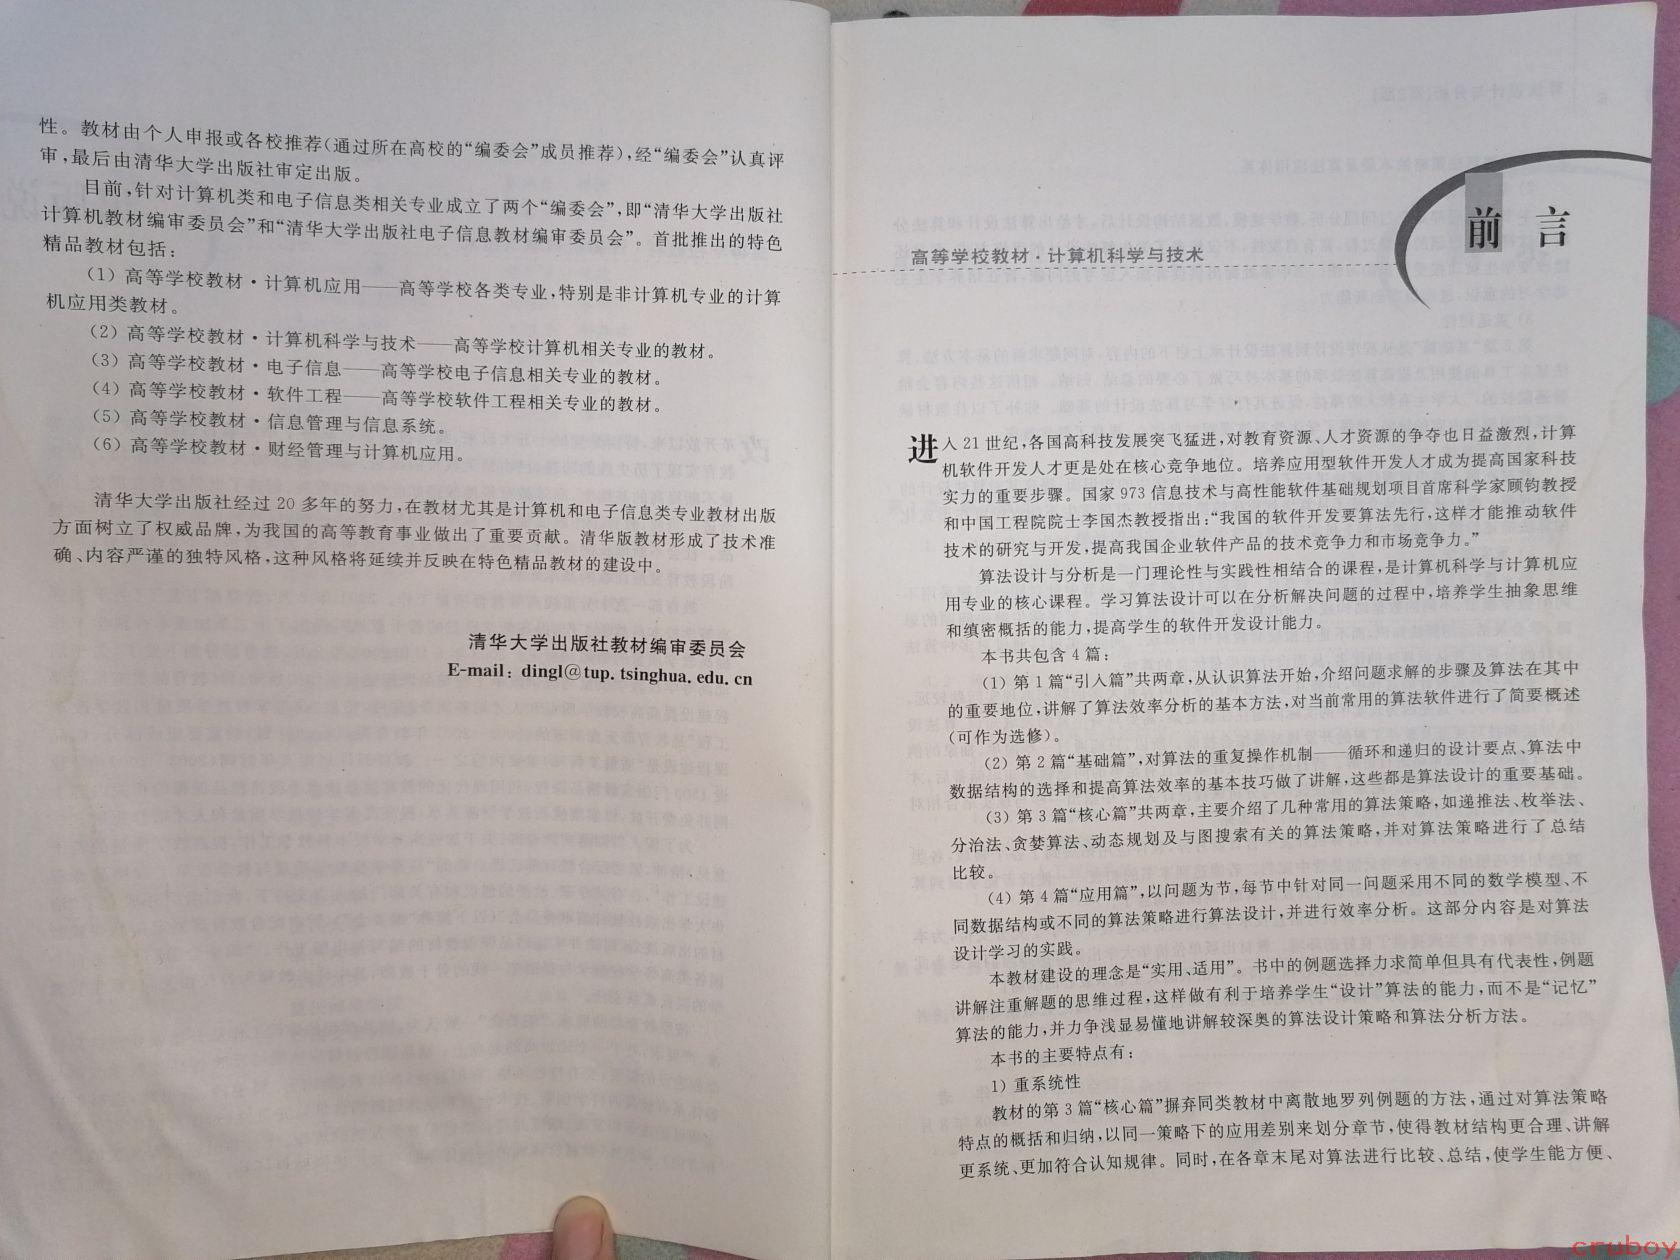 性。教材由个人申报或各校推荐(通过所在高校的“编委会”成员推荐),经“编委会”认真评
审,最后由清华大学出版社审定出版。
目前,针对计算机类和电子信息类相关专业成立了两个“编委会”,即“清华大学出版社
计算机教材编审委员会”和“清华大学出版社电子信息教材编审委员会”。首批推出的特色
精品教材包括:
(1) 高等学校教材·计算机应用——高等学校各类专业,特别是非计算机专业的计算
机应用类教材。
(2) 高等学校教材·计算机科学与技术——高等学校计算机相关专业的教材。
(3) 高等学校教材·电子信息——高等学校电子信息相关专业的教材。
(4) 高等学校教材·软件工程——高等学校软件工程相关专业的教材。
(5) 高等学校教材·信息管理与信息系统。
(6) 高等学校教材·财经管理与计算机应用。
清华大学出版社经过 20 多年的努力,在教材尤其是计算机和电子信息类专业教材出版
方面树立了权威品牌,为我国的高等教育事业做出了重要贡献。清华版教材形成了技术准
确、内容严谨的独特风格,这种风格将延续并反映在特色精品教材的建设中。
清华大学出版社教材编审委员会
E-mail: dingl@tup.tsinghua.edu.cn
前言
高等学校教材·计算机科学与技术
进入 21 世纪,各国高科技发展突飞猛进,对教育资源、人才资源的争夺也日益激烈,计算
机软件开发人才更是处在核心竞争地位。培养应用型软件开发人才成为提高国家科技
实力的重要步骤。国家 973 信息技术与高性能软件基础规划项目首席科学家顾钧教授
和中国工程院院士李国杰教授指出:“我国的软件开发要算法先行,这样才能推动软件
技术的研究与开发,提高我国企业软件产品的技术竞争力和市场竞争力。”
算法设计与分析是一门理论性与实践性相结合的课程,是计算机科学与计算机应
用专业的核心课程。学习算法设计可以在分析解决问题的过程中,培养学生抽象思维
和缜密概括的能力,提高学生的软件开发设计能力。
本书共包含 4 篇:
(1) 第 1 篇“引入篇”共两章,从认识算法开始,介绍问题求解的步骤及算法在其中
的重要地位,讲解了算法效率分析的基本方法,对当前常用的算法软件进行了简要概述
(可作为选修)。
(2) 第 2 篇“基础篇”,对算法的重复操作机制——循环和递归的设计要点、算法中
数据结构的选择和提高算法效率的基本技巧做了讲解,这些都是算法设计的重要基础。
(3) 第 3 篇“核心篇”共两章,主要介绍了几种常用的算法策略,如递推法、枚举法、
分治法、贪婪算法、动态规划及与图搜索有关的算法策略,并对算法策略进行了总结
比较。
(4) 第 4 篇“应用篇”,以问题为节,每节中针对同一问题采用不同的数学模型、不
同数据结构或不同的算法策略进行算法设计,并进行效率分析。这部分内容是对算法
设计学习的实践。
本教材建设的理念是“实用、适用”。书中的例题选择力求简单但具有代表性,例题
讲解注重解题的思维过程,这样做有利于培养学生“设计”算法的能力,而不是“记忆”
算法的能力,并力争浅显易懂地讲解较深奥的算法设计策略和算法分析方法。
本书的主要特点有:
1) 重系统性
教材的第 3 篇“核心篇”摒弃同类教材中离散地罗列例题的方法,通过对算法策略
特点的概括和归纳,以同一策略下的应用差别来划分章节,使得教材结构更合理、讲解
更系统、更加符合认知规律。同时,在各章末尾对算法进行比较、总结,使学生能方便、
cruboy